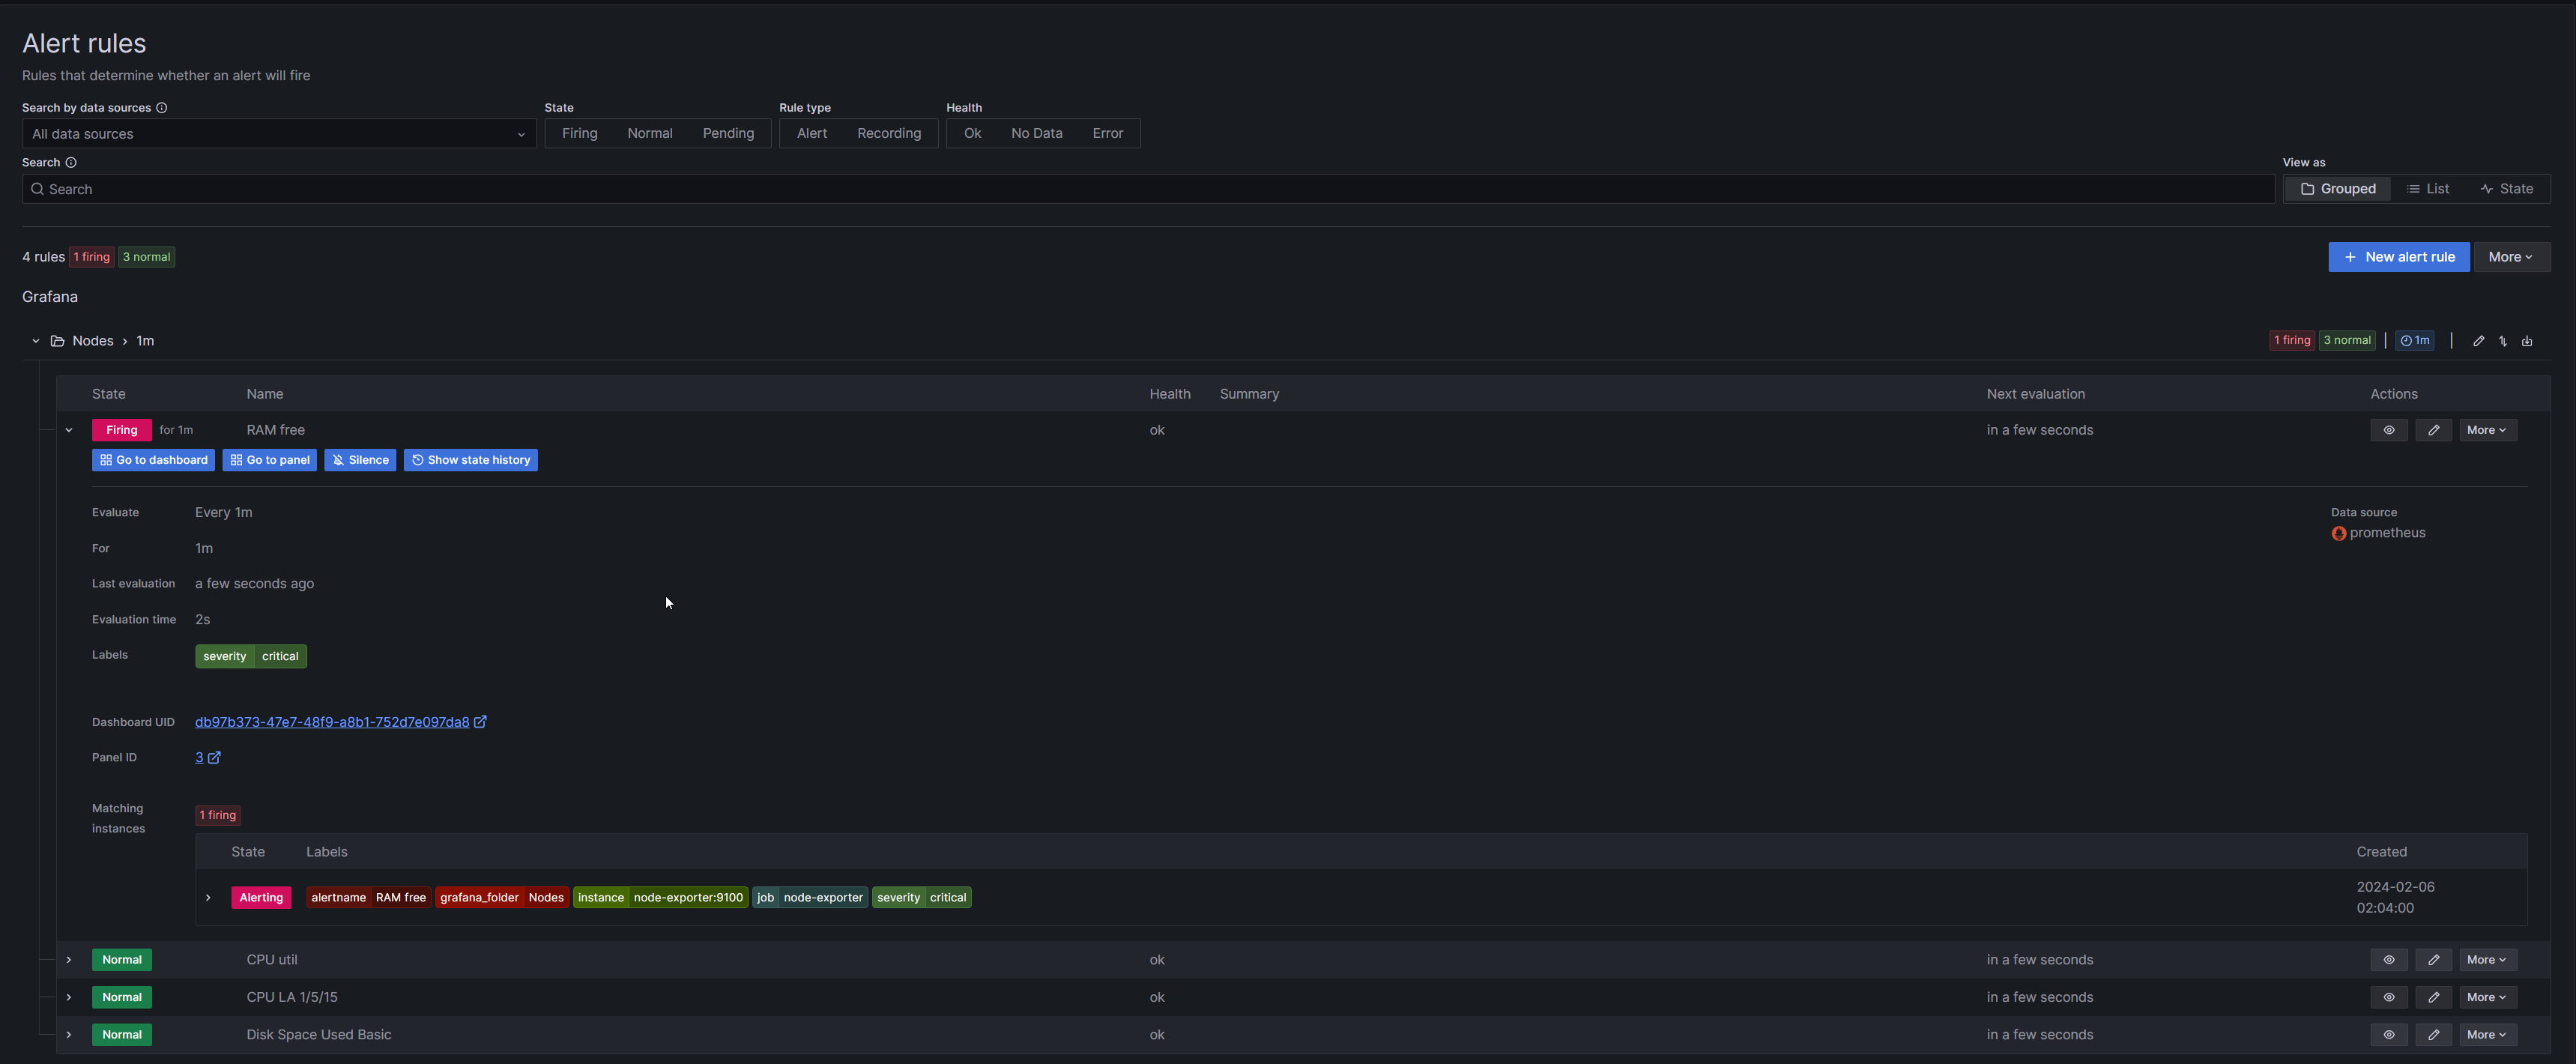 Alert rules
Rules that determine whether an alert will fire
Search by data sources
State
Rule type
Health
All data sources
Firing Normal Pending
Alert Recording
Ok No Data Error
Search
View as
Search
Grouped List State
4 rules 1 firing 3 normal
+ New alert rule More
Grafana
Nodes > 1m
1 firing 3 normal | 1m |
State Name Health Summary Next evaluation Actions
Firing for 1m RAM free ok in a few seconds More
Go to dashboard Go to panel Silence Show state history
Evaluate Every 1m
Data source
prometheus
For 1m
Last evaluation a few seconds ago
Evaluation time 2s
Labels severity critical
Dashboard UID db97b373-47e7-48f9-a8b1-752d7e097da8
Panel ID 3
Matching
instances
1 firing
State Labels Created
Alerting alertname RAM free grafana_folder Nodes instance node-exporter:9100 job node-exporter severity critical
2024-02-06
02:04:00
Normal CPU util ok in a few seconds More
Normal CPU LA 1/5/15 ok in a few seconds More
Normal Disk Space Used Basic ok in a few seconds More